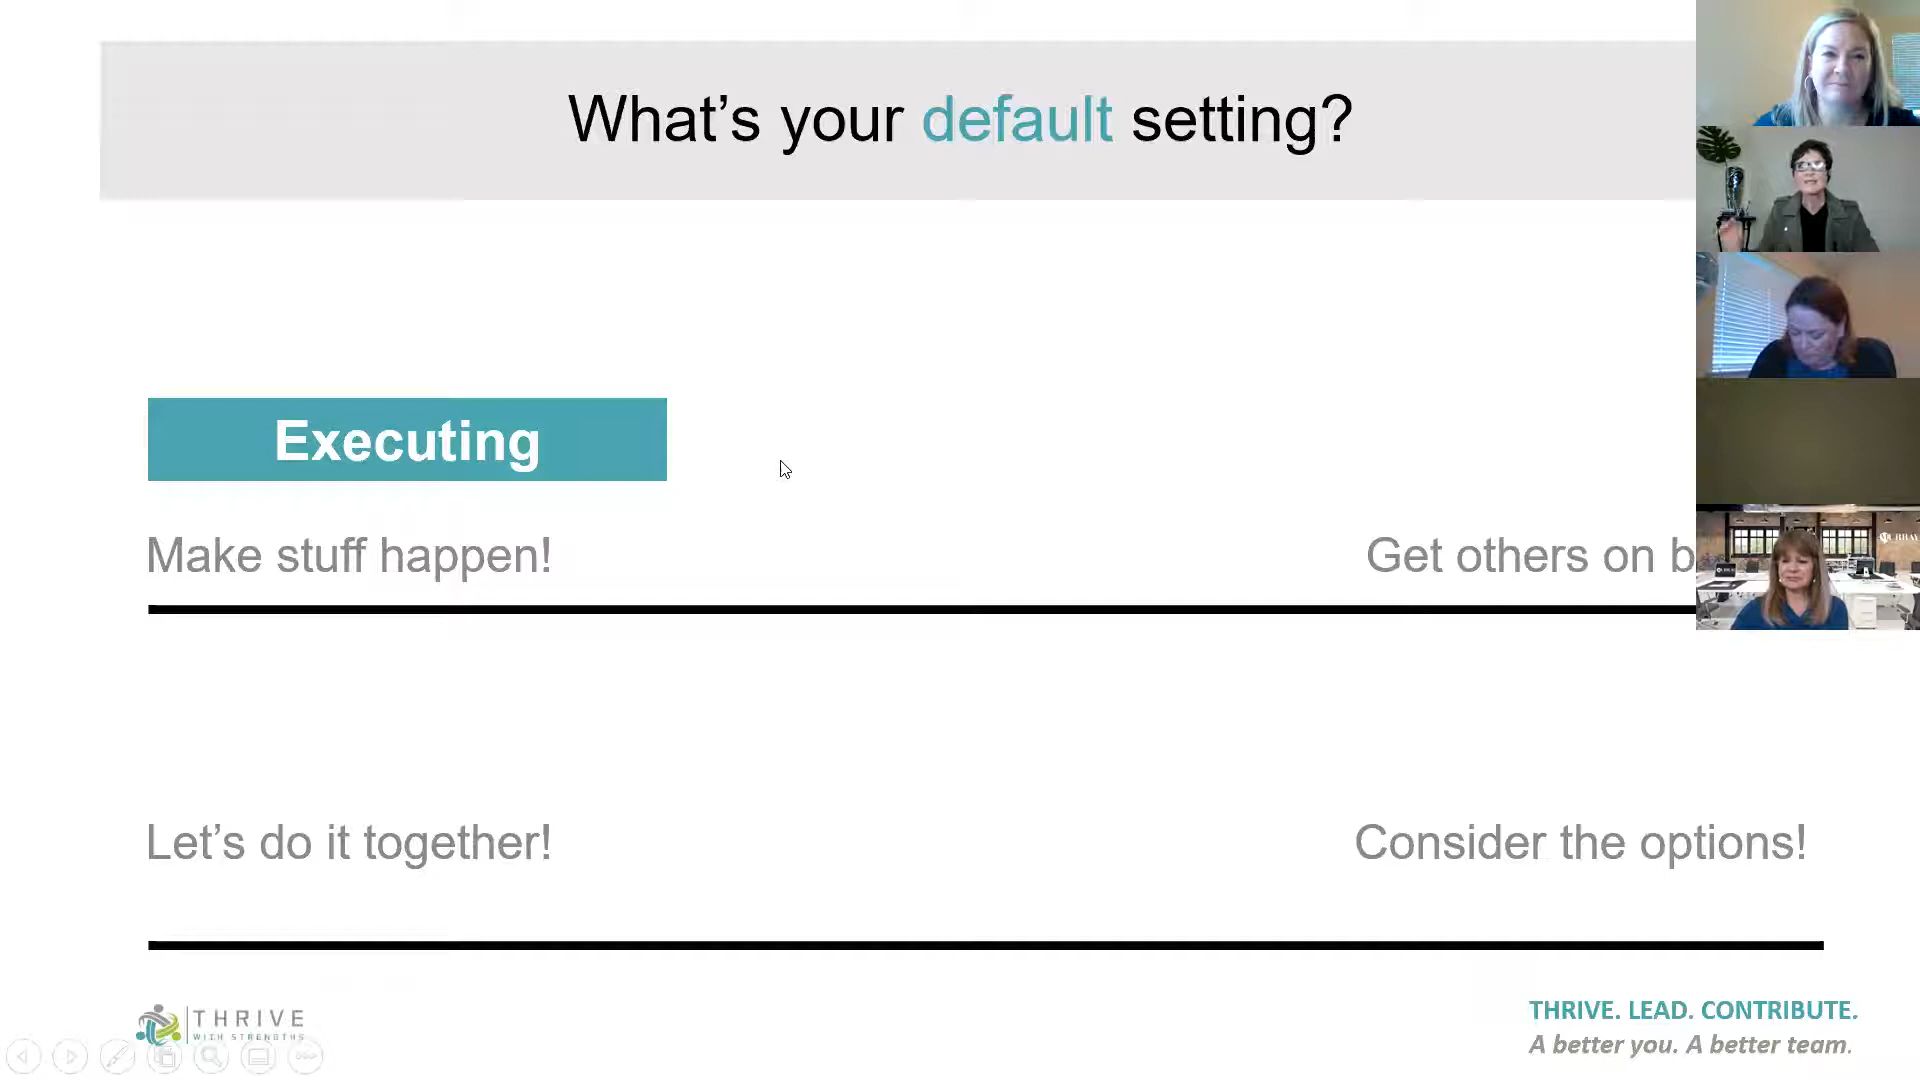 What's your default setting?
Executing
Make stuff happen!
Get others on b
Let's do it together!
Consider the options!
THRIVE
WITH STRENGTHS
THRIVE. LEAD. CONTRIBUTE.
A better you. A better team.